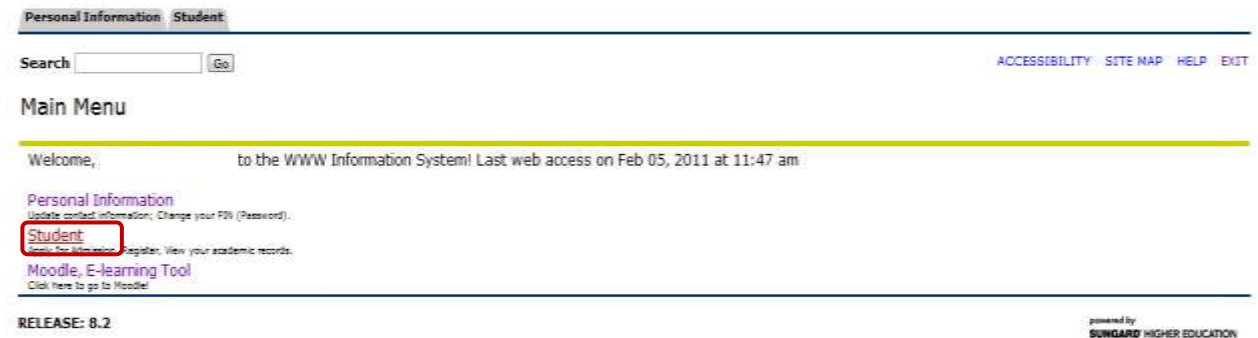 Personal Information Student
Search Go ACCESSIBILITY SITE MAP HELP EXIT
Main Menu
Welcome, to the WWW Information System! Last web access on Feb 05, 2011 at 11:47 am
Personal Information
Update contact information; Change your PIN (Password).
Student
Apply for Admission, Register, View your academic records.
Moodle, E-learning Tool
Click here to go to Moodle!
RELEASE: 8.2
powered by
SUNGARD HIGHER EDUCATION